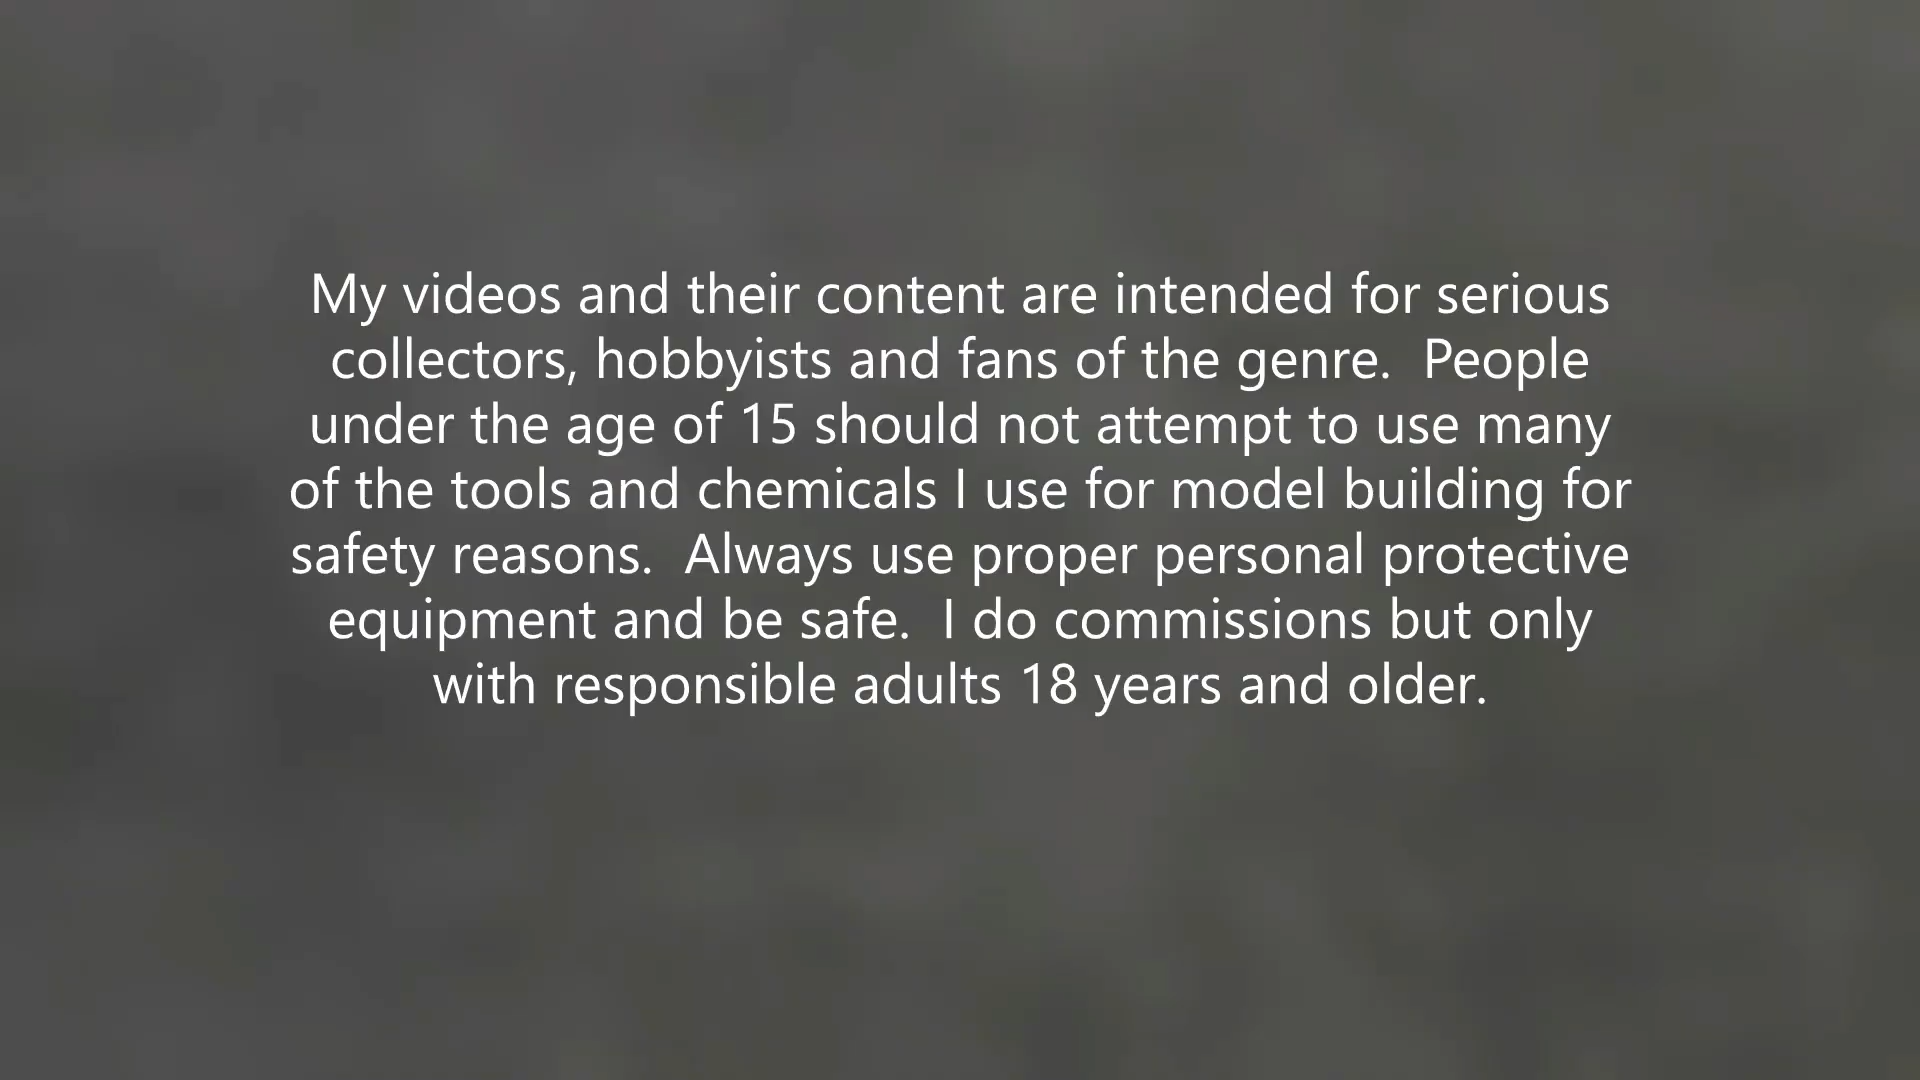 My videos and their content are intended for serious
collectors, hobbyists and fans of the genre.  People
under the age of 15 should not attempt to use many
of the tools and chemicals I use for model building for
safety reasons.  Always use proper personal protective
equipment and be safe.  I do commissions but only
with responsible adults 18 years and older.